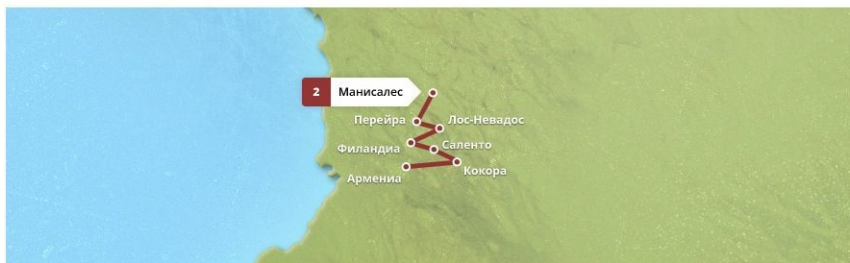 2 Манисалес
Перейра
Лос-Невадос
Филандиа
Саленто
Кокора
Армениа